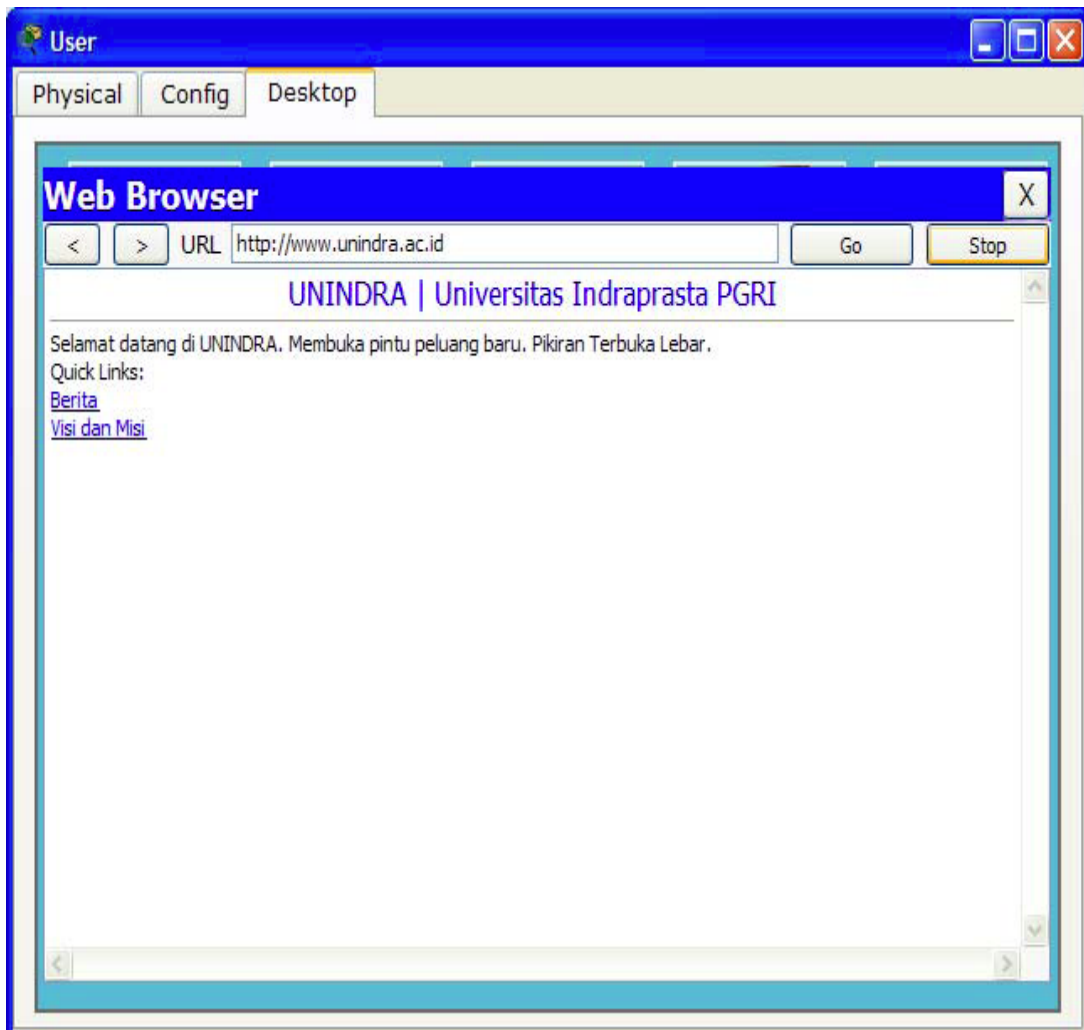 User
Physical Config Desktop
Web Browser X
< > URL http://www.unindra.ac.id Go Stop
UNINDRA | Universitas Indraprasta PGRI
Selamat datang di UNINDRA. Membuka pintu peluang baru. Pikiran Terbuka Lebar.
Quick Links:
Berita
Visi dan Misi